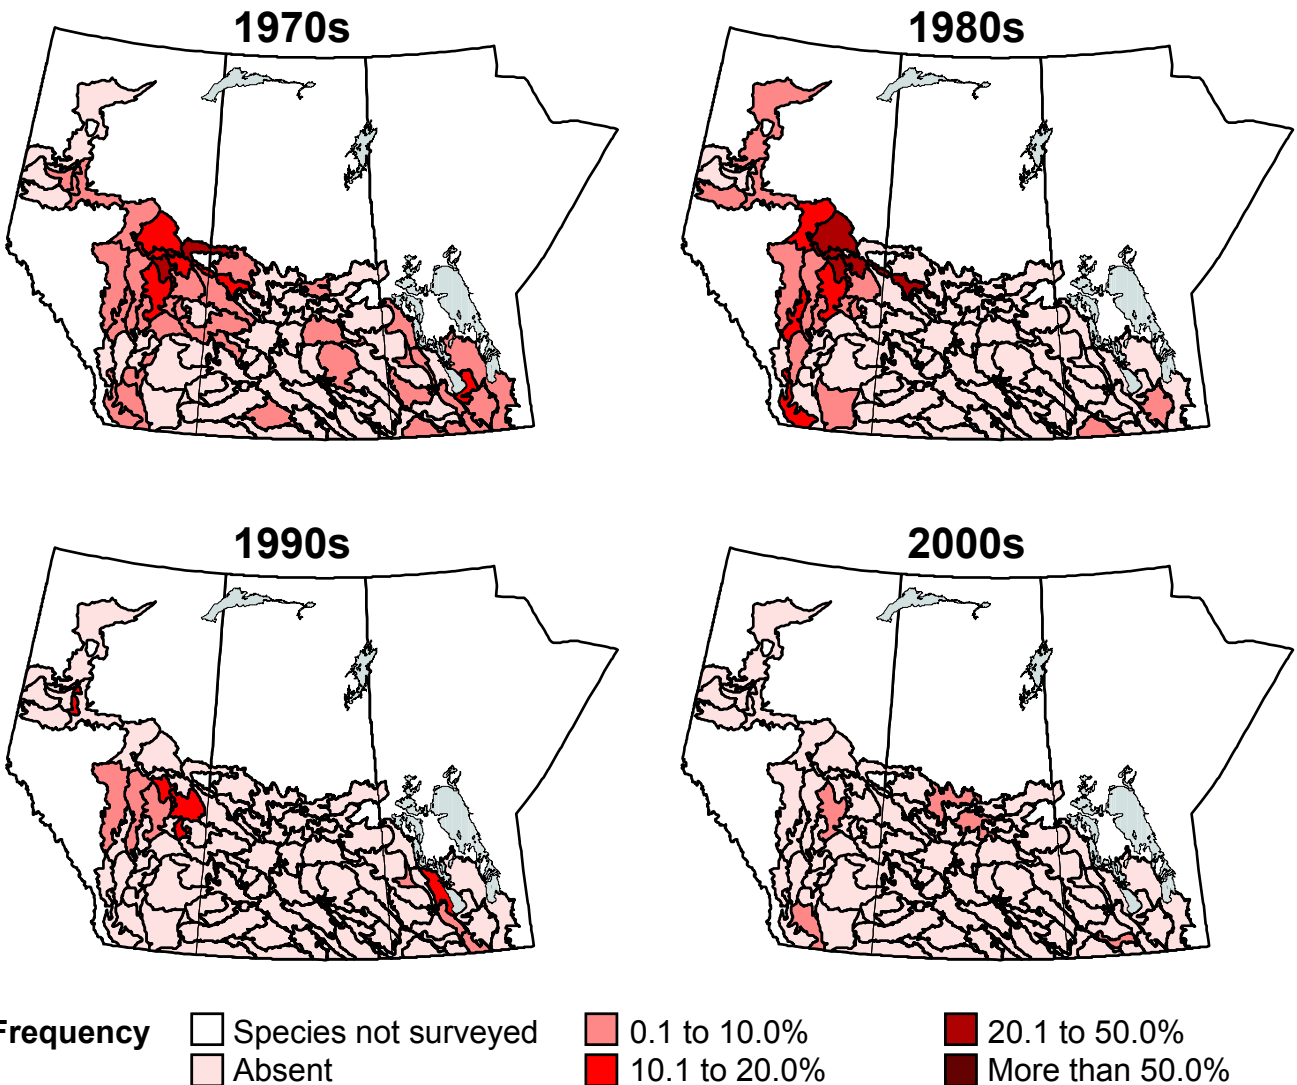 1970s 1980s
1990s 2000s
Frequency Species not surveyed 0.1 to 10.0% 20.1 to 50.0%
Absent 10.1 to 20.0% More than 50.0%